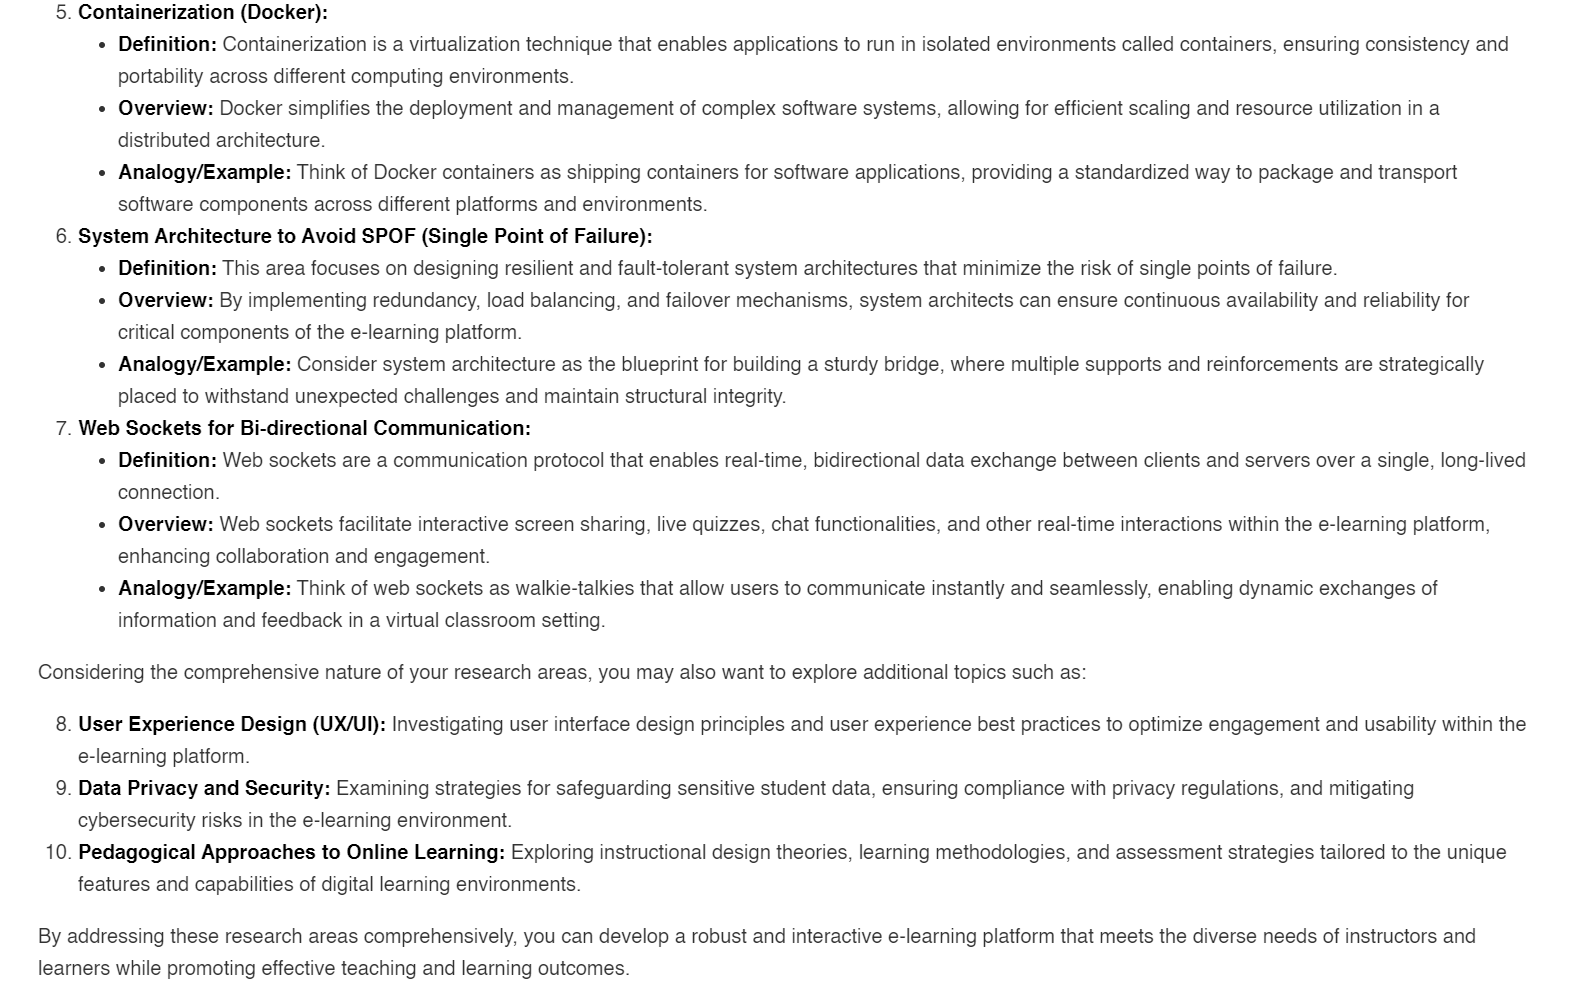 5. Containerization (Docker):
• Definition: Containerization is a virtualization technique that enables applications to run in isolated environments called containers, ensuring consistency and
portability across different computing environments.
• Overview: Docker simplifies the deployment and management of complex software systems, allowing for efficient scaling and resource utilization in a
distributed architecture.
• Analogy/Example: Think of Docker containers as shipping containers for software applications, providing a standardized way to package and transport
software components across different platforms and environments.
6. System Architecture to Avoid SPOF (Single Point of Failure):
• Definition: This area focuses on designing resilient and fault-tolerant system architectures that minimize the risk of single points of failure.
• Overview: By implementing redundancy, load balancing, and failover mechanisms, system architects can ensure continuous availability and reliability for
critical components of the e-learning platform.
• Analogy/Example: Consider system architecture as the blueprint for building a sturdy bridge, where multiple supports and reinforcements are strategically
placed to withstand unexpected challenges and maintain structural integrity.
7. Web Sockets for Bi-directional Communication:
• Definition: Web sockets are a communication protocol that enables real-time, bidirectional data exchange between clients and servers over a single, long-lived
connection.
• Overview: Web sockets facilitate interactive screen sharing, live quizzes, chat functionalities, and other real-time interactions within the e-learning platform,
enhancing collaboration and engagement.
• Analogy/Example: Think of web sockets as walkie-talkies that allow users to communicate instantly and seamlessly, enabling dynamic exchanges of
information and feedback in a virtual classroom setting.
Considering the comprehensive nature of your research areas, you may also want to explore additional topics such as:
8. User Experience Design (UX/UI): Investigating user interface design principles and user experience best practices to optimize engagement and usability within the
e-learning platform.
9. Data Privacy and Security: Examining strategies for safeguarding sensitive student data, ensuring compliance with privacy regulations, and mitigating
cybersecurity risks in the e-learning environment.
10. Pedagogical Approaches to Online Learning: Exploring instructional design theories, learning methodologies, and assessment strategies tailored to the unique
features and capabilities of digital learning environments.
By addressing these research areas comprehensively, you can develop a robust and interactive e-learning platform that meets the diverse needs of instructors and
learners while promoting effective teaching and learning outcomes.